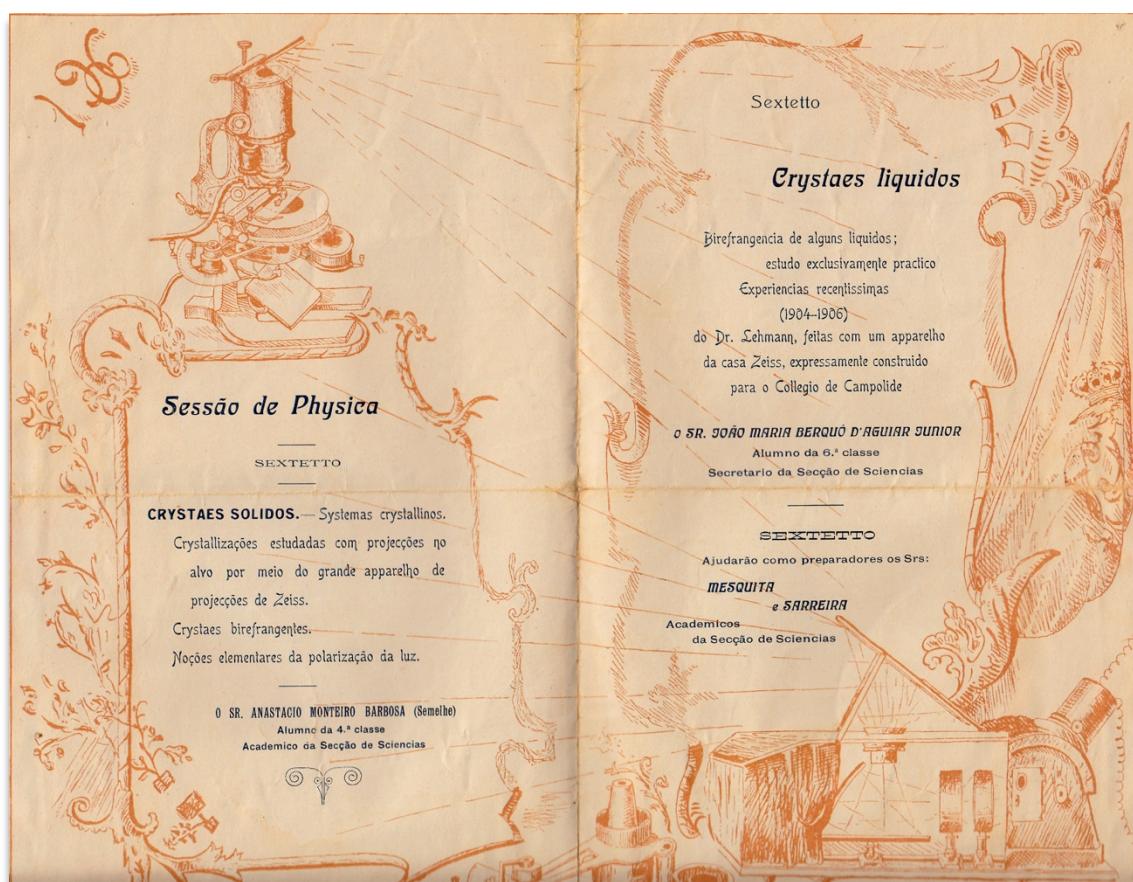 Sessão de Physica
SEXTETTO
CRYSTAES SOLIDOS.— Systemas crystallinos.
Crystallizações estudadas com projecções no
alvo por meio do grande apparelho de
projecções de Zeiss.
Crystaes birefrangentes.
Noções elementares da polarização da luz.
O SR. ANASTACIO MONTEIRO BARBOSA (Semelhe)
Alumno da 4.ª classe
Academico da Secção de Sciencias
Sextetto
Crystaes liquidos
Birefrangencia de alguns liquidos;
estudo exclusivamente practico
Experiencias recentissimas
(1904–1906)
do Dr. Lehmann, feitas com um apparelho
da casa Zeiss, expressamente construido
para o Collegio de Campolide
O SR. JOÃO MARIA BERQUÓ D'AGUIAR JUNIOR
Alumno da 6.ª classe
Secretario da Secção de Sciencias
SEXTETTO
Ajudarão como preparadores os Srs:
MESQUITA
e SARREIRA
Academicos
da Secção de Sciencias